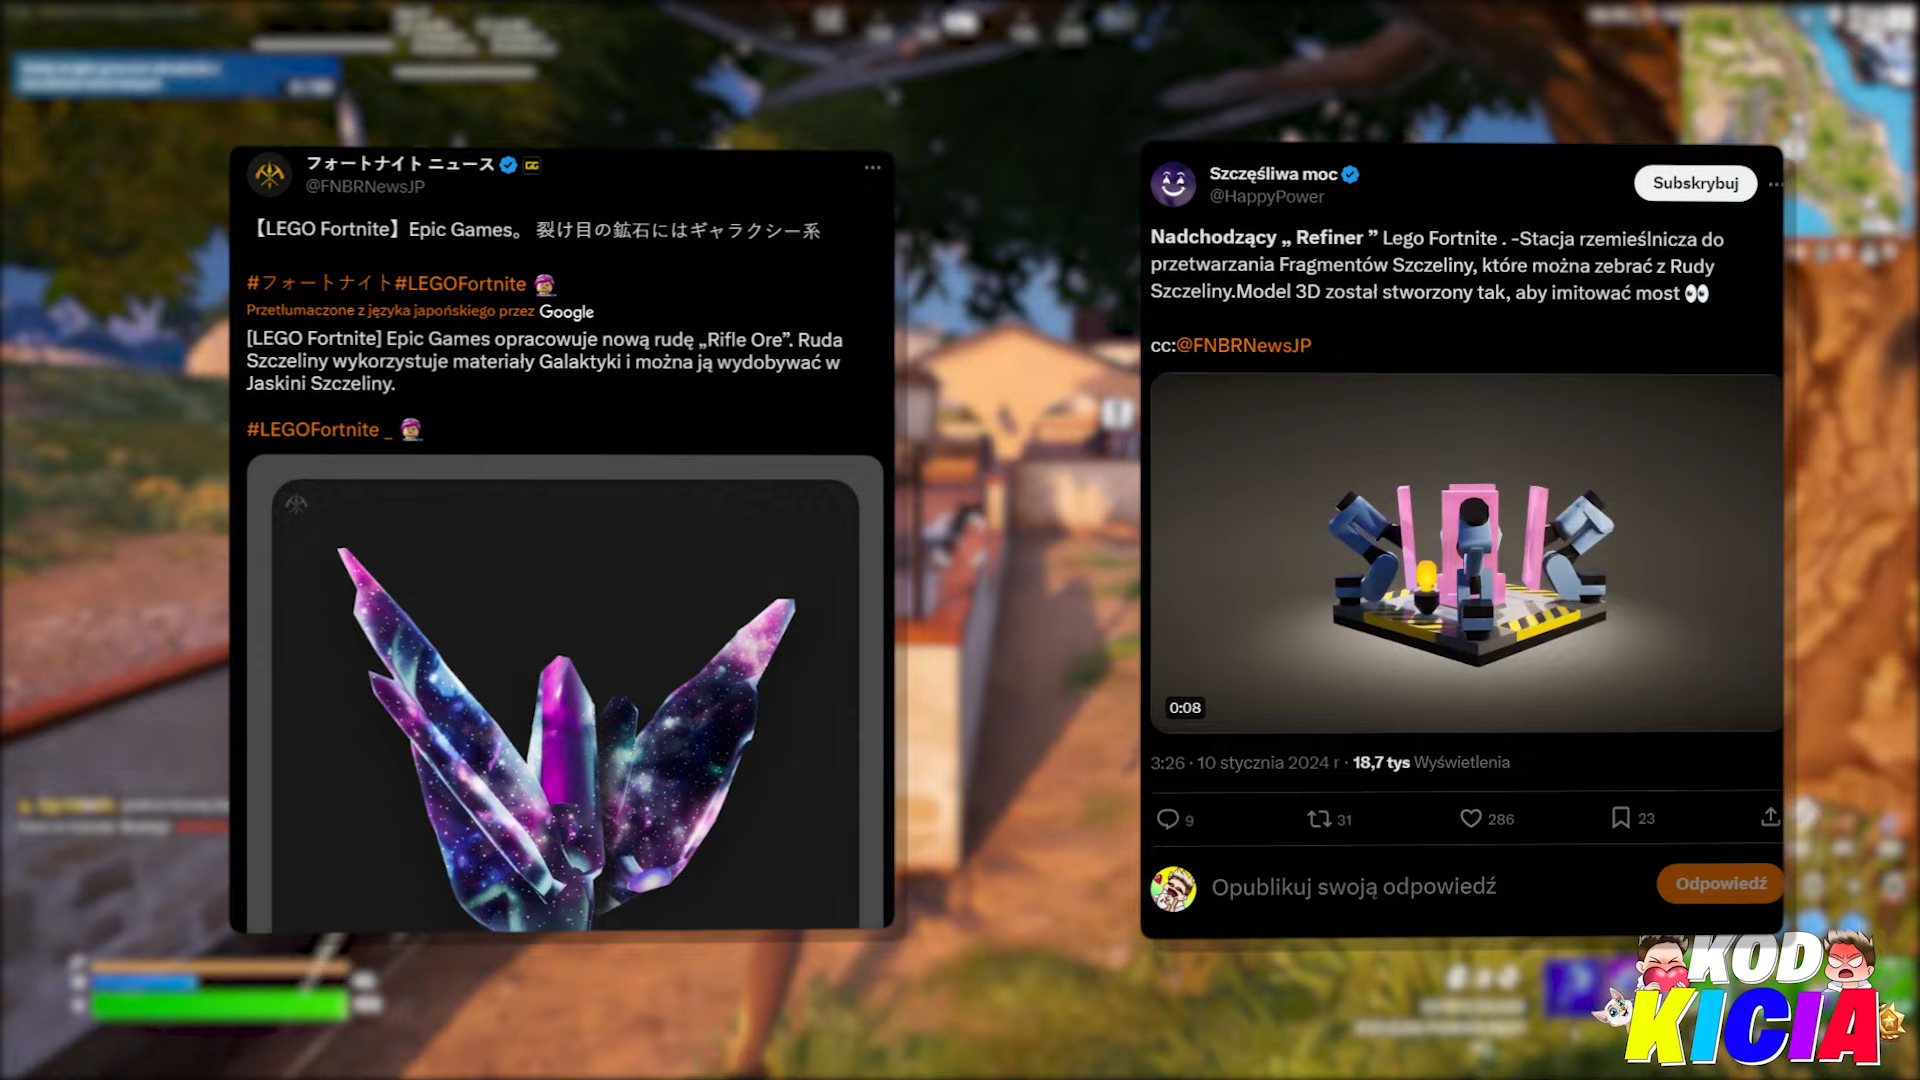 フォートナイト ニュース
@FNBRNewsJP
【LEGO Fortnite】Epic Games。 裂け目の鉱石にはギャラクシー系
#フォートナイト#LEGOFortnite
Przetłumaczone z języka japońskiego przez Google
[LEGO Fortnite] Epic Games opracowuje nową rudę „Rifle Ore”. Ruda
Szczeliny wykorzystuje materiały Galaktyki i można ją wydobywać w
Jaskini Szczeliny.
#LEGOFortnite _
Szczęśliwa moc
@HappyPower
Subskrybuj
Nadchodzący „ Refiner ” Lego Fortnite . -Stacja rzemieślnicza do
przetwarzania Fragmentów Szczeliny, które można zebrać z Rudy
Szczeliny.Model 3D został stworzony tak, aby imitować most 👀
cc:@FNBRNewsJP
0:08
3:26 · 10 stycznia 2024 r · 18,7 tys Wyświetlenia
9 31 286 23
Opublikuj swoją odpowiedź
Odpowiedź
KOD
KICIA